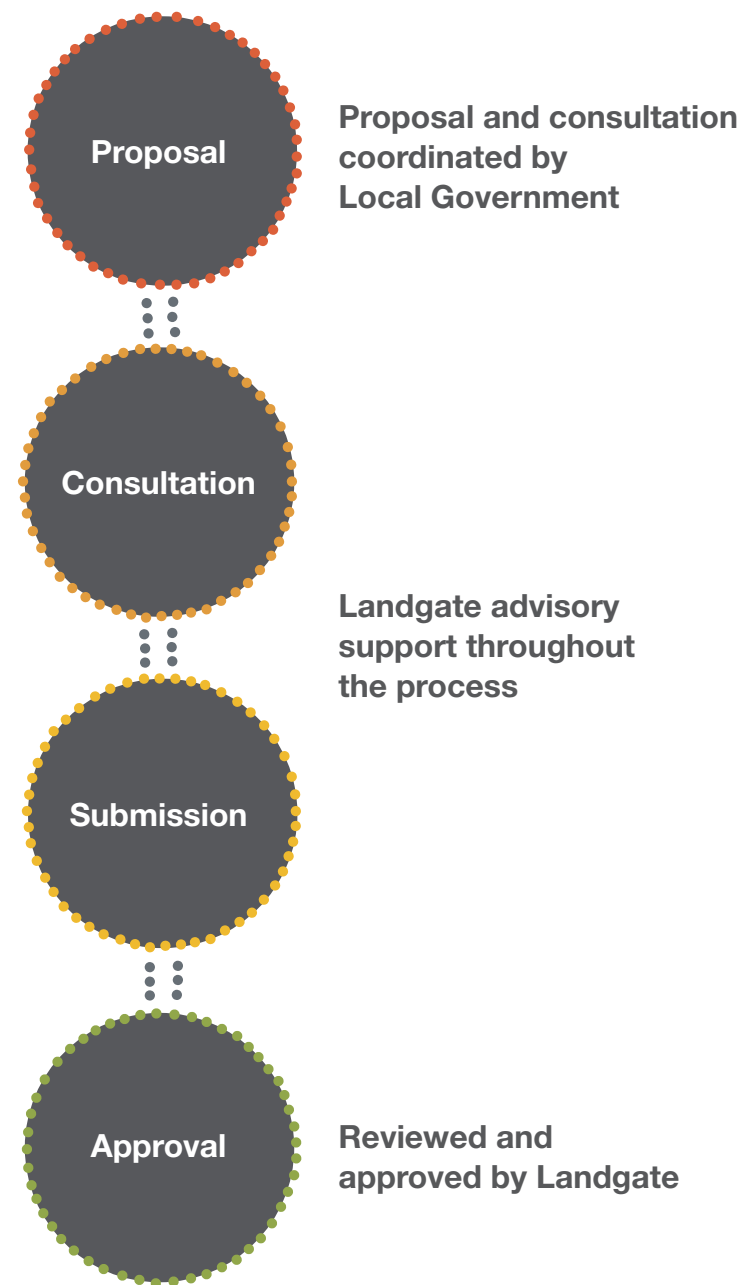 Proposal
Proposal and consultation
coordinated by
Local Government
Consultation
Landgate advisory
support throughout
the process
Submission
Approval
Reviewed and
approved by Landgate